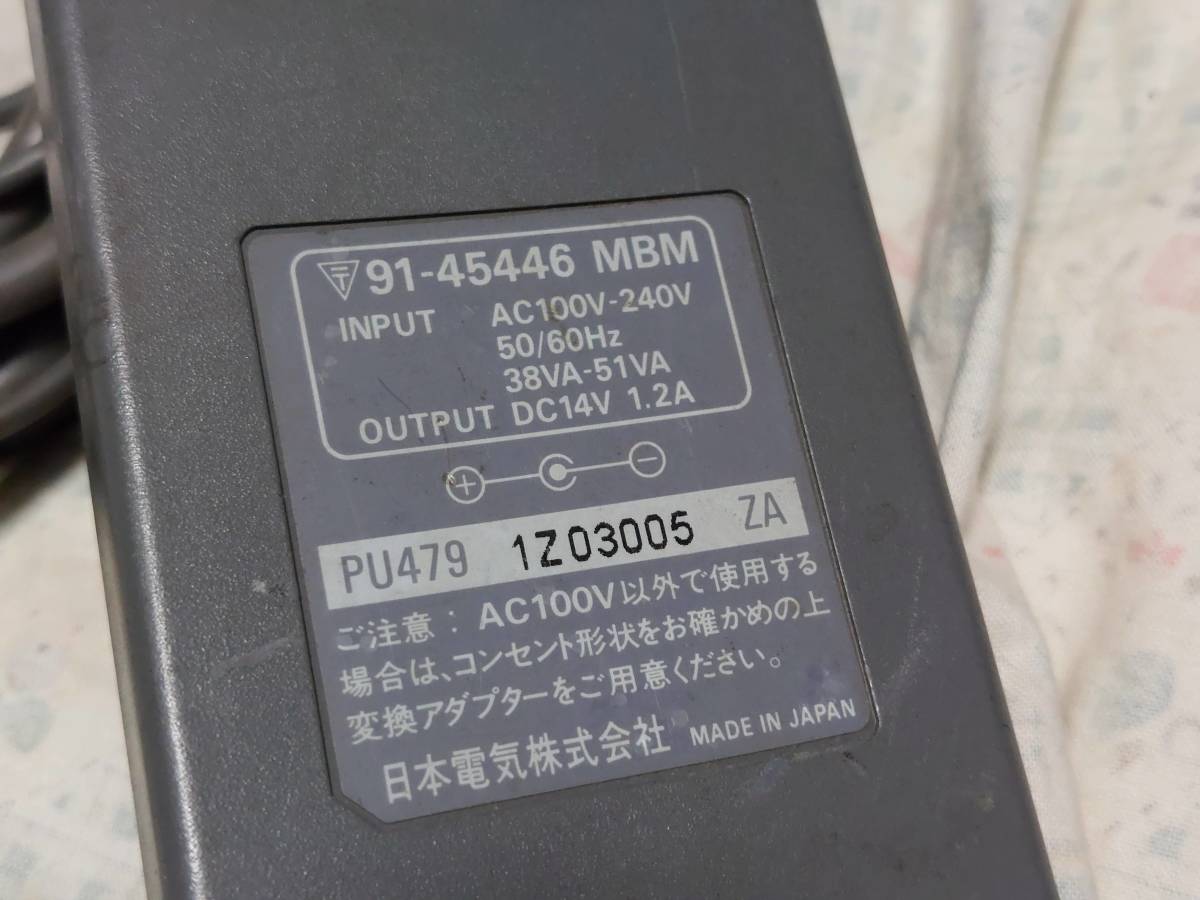 〒91-45446 MBM
INPUT AC100V-240V
50/60Hz
38VA-51VA
OUTPUT DC14V 1.2A
+ −
PU479 1Z03005 ZA
ご注意：AC100V以外で使用する
場合は、コンセント形状をお確かめの上
変換アダプターをご用意ください。
日本電気株式会社 MADE IN JAPAN